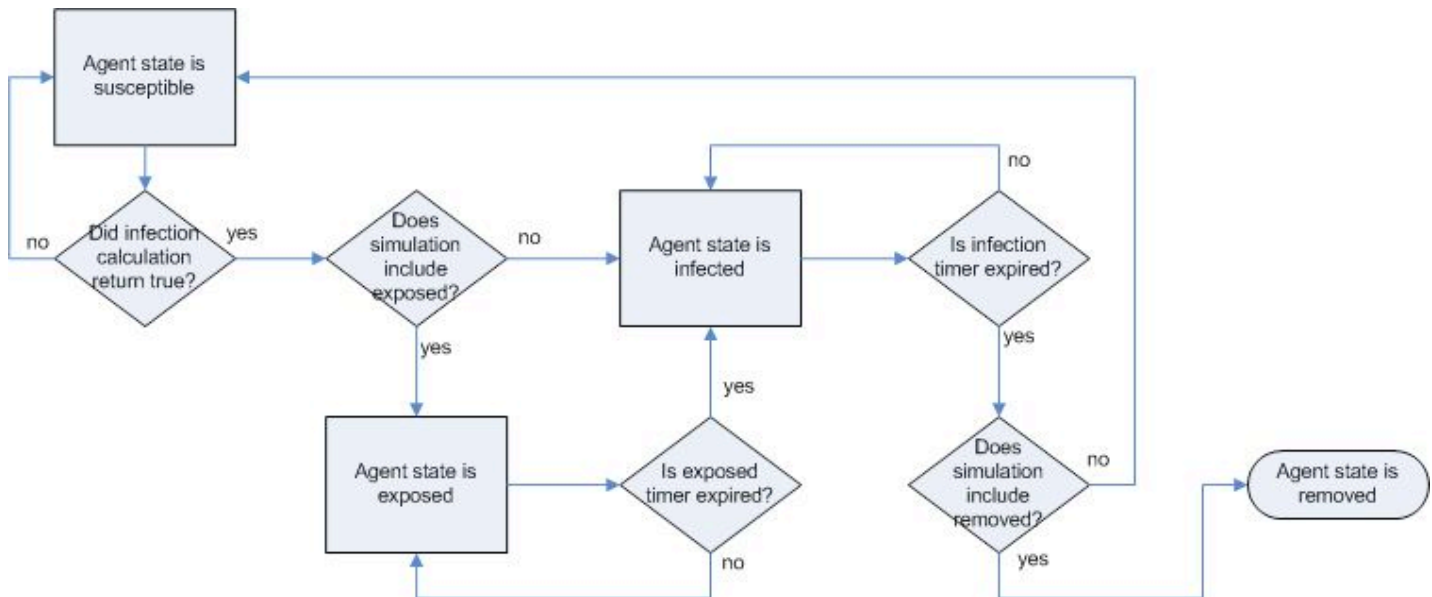 Agent state is
susceptible
no
Did infection
calculation
return true?
yes
Does
simulation
include
exposed?
no
yes
Agent state is
infected
no
Is infection
timer expired?
yes
Agent state is
exposed
Is exposed
timer expired?
yes
no
Does
simulation
include
removed?
no
yes
Agent state is
removed